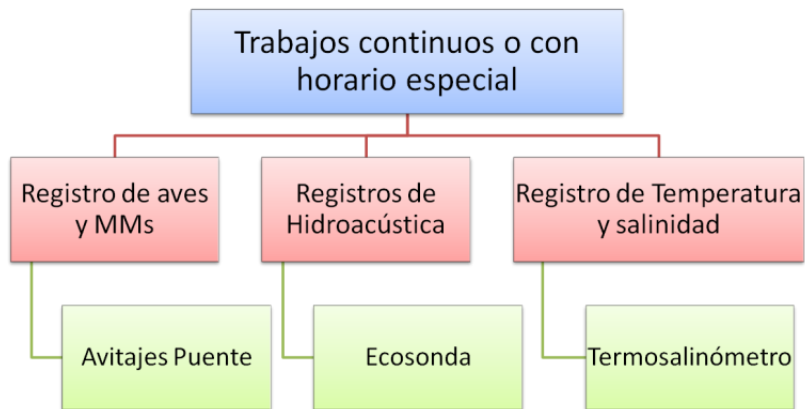 Trabajos continuos o con
horario especial
Registro de aves
y MMs
Registros de
Hidroacústica
Registro de Temperatura
y salinidad
Avitajes Puente
Ecosonda
Termosalinómetro